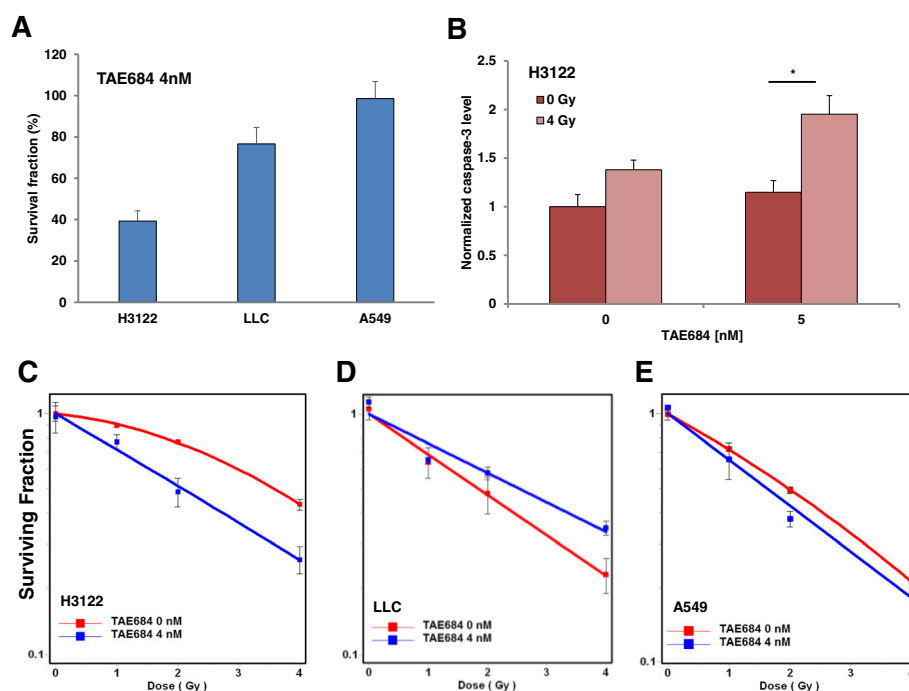 A
120
100
80
60
40
20
0
Survival fraction (%)
TAE684 4nM
H3122
LLC
A549
B
2.5
2
1.5
1
0.5
0
Normalized caspase-3 level
H3122
0 Gy
4 Gy
*
0
5
TAE684 [nM]
C
1
0.1
Surviving Fraction
H3122
TAE684 0 nM
TAE684 4 nM
0
1
2
3
4
Dose ( Gy )
D
1
0.1
LLC
TAE684 0 nM
TAE684 4 nM
0
1
2
3
4
Dose ( Gy )
E
1
0.1
A549
TAE684 0 nM
TAE684 4 nM
0
1
2
3
4
Dose ( Gy )